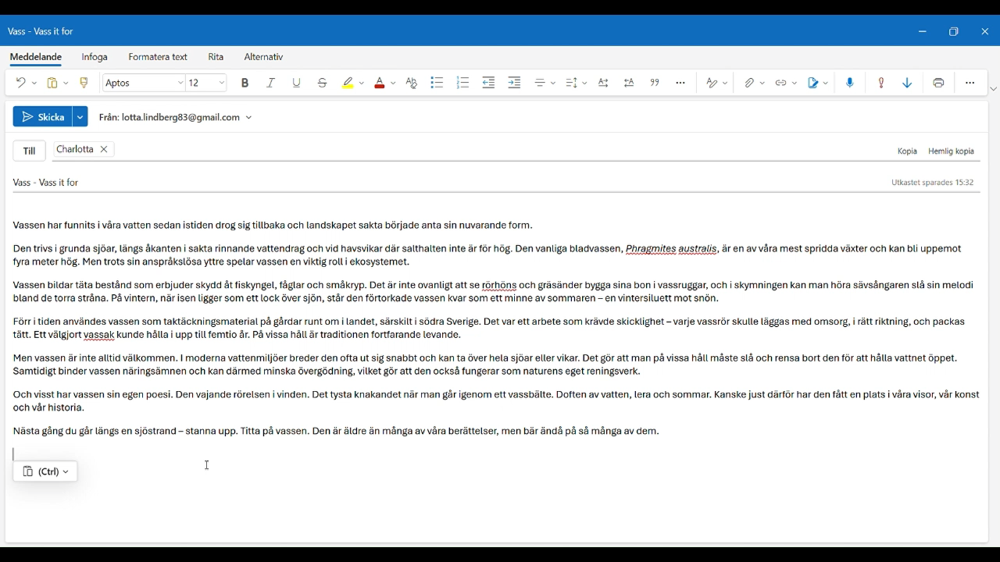 Vass - Vass it for
Meddelande Infoga Formatera text Rita Alternativ
Aptos 12
Skicka Från: lotta.lindberg83@gmail.com
Till Charlotta Kopia Hemlig kopia
Vass - Vass it for Utkastet sparades 15:32
Vassen har funnits i våra vatten sedan istiden drog sig tillbaka och landskapet sakta började anta sin nuvarande form.
Den trivs i grunda sjöar, längs åkanten i sakta rinnande vattendrag och vid havsvikar där salthalten inte är för hög. Den vanliga bladvassen, Phragmites australis, är en av våra mest spridda växter och kan bli uppemot
fyra meter hög. Men trots sin anspråkslösa yttre spelar vassen en viktig roll i ekosystemet.
Vassen bildar täta bestånd som erbjuder skydd åt fiskyngel, fåglar och småkryp. Det är inte ovanligt att se rörhöns och gräsänder bygga sina bon i vassruggar, och i skymningen kan man höra sävsångaren slå sin melodi
bland de torra stråna. På vintern, när isen ligger som ett lock över sjön, står den förtorkade vassen kvar som ett minne av sommaren – en vintersiluett mot snön.
Förr i tiden användes vassen som taktäckningsmaterial på gårdar runt om i landet, särskilt i södra Sverige. Det var ett arbete som krävde skicklighet – varje vassrör skulle läggas med omsorg, i rätt riktning, och packas
tätt. Ett välgjort vassak kunde hålla i upp till femtio år. På vissa håll är traditionen fortfarande levande.
Men vassen är inte alltid välkommen. I moderna vattenmiljöer breder den ofta ut sig snabbt och kan ta över hela sjöar eller vikar. Det gör att man på vissa håll måste slå och rensa bort den för att hålla vattnet öppet.
Samtidigt binder vassen näringsämnen och kan därmed minska övergödning, vilket gör att den också fungerar som naturens eget reningsverk.
Och visst har vassen sin egen poesi. Den vajande rörelsen i vinden. Det tysta knakandet när man går igenom ett vassbälte. Doften av vatten, lera och sommar. Kanske just därför har den fått en plats i våra visor, vår konst
och vår historia.
Nästa gång du går längs en sjöstrand – stanna upp. Titta på vassen. Den är äldre än många av våra berättelser, men bär ändå på så många av dem.
(Ctrl)